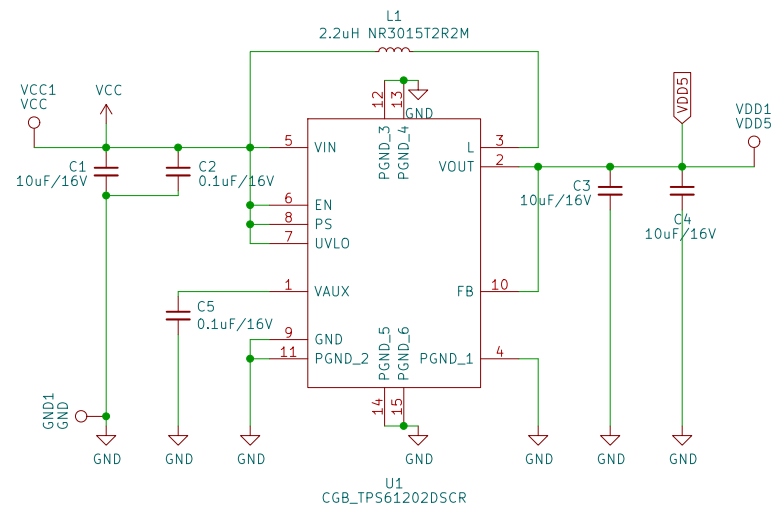 L1
2.2uH NR3015T2R2M
VCC1
VCC
VCC
12
13
GND
VDD5
VDD1
VDD5
PGND_3
PGND_4
5
VIN
L
3
VOUT
2
C1
10uF/16V
C2
0.1uF/16V
C3
10uF/16V
C4
10uF/16V
6
EN
8
PS
7
UVLO
1
VAUX
FB
10
C5
0.1uF/16V
9
GND
11
PGND_2
PGND_5
PGND_6
PGND_1
4
14
15
GND1
GND
GND
GND
GND
GND
GND
GND
GND
U1
CGB_TPS61202DSCR